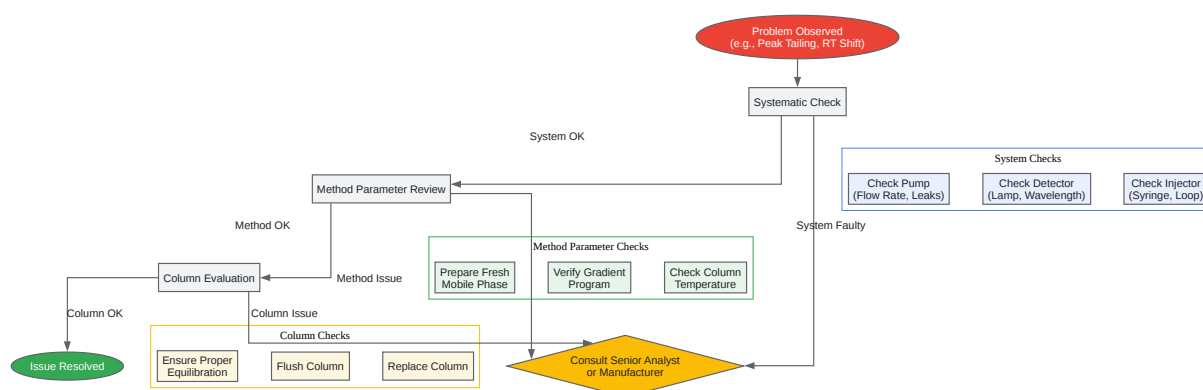 Problem Observed
(e.g., Peak Tailing, RT Shift)
Systematic Check
System OK
System Checks
Check Pump
(Flow Rate, Leaks)
Check Detector
(Lamp, Wavelength)
Check Injector
(Syringe, Loop)
Method Parameter Review
Method OK
System Faulty
Method Parameter Checks
Prepare Fresh
Mobile Phase
Verify Gradient
Program
Check Column
Temperature
Column Evaluation
Method Issue
Column OK
Column Issue
Column Checks
Ensure Proper
Equilibration
Flush Column
Replace Column
Issue Resolved
Consult Senior Analyst
or Manufacturer